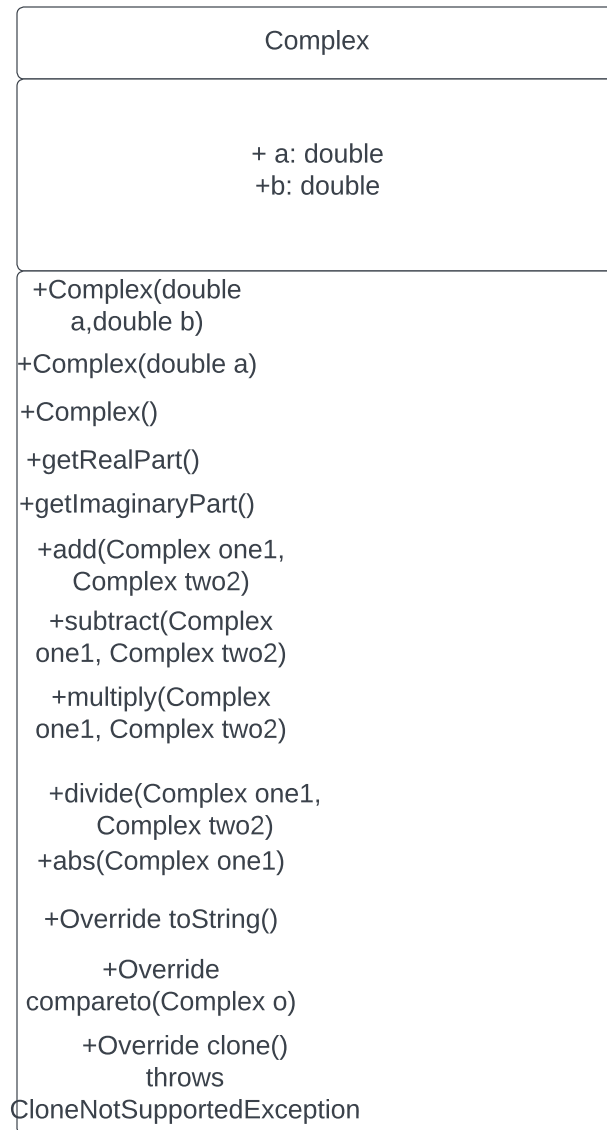 Complex
+ a: double
+b: double
+Complex(double
a,double b)
+Complex(double a)
+Complex()
+getRealPart()
+getImaginaryPart()
+add(Complex one1,
Complex two2)
+subtract(Complex
one1, Complex two2)
+multiply(Complex
one1, Complex two2)
+divide(Complex one1,
Complex two2)
+abs(Complex one1)
+Override toString()
+Override
compareto(Complex o)
+Override clone()
throws
CloneNotSupportedException